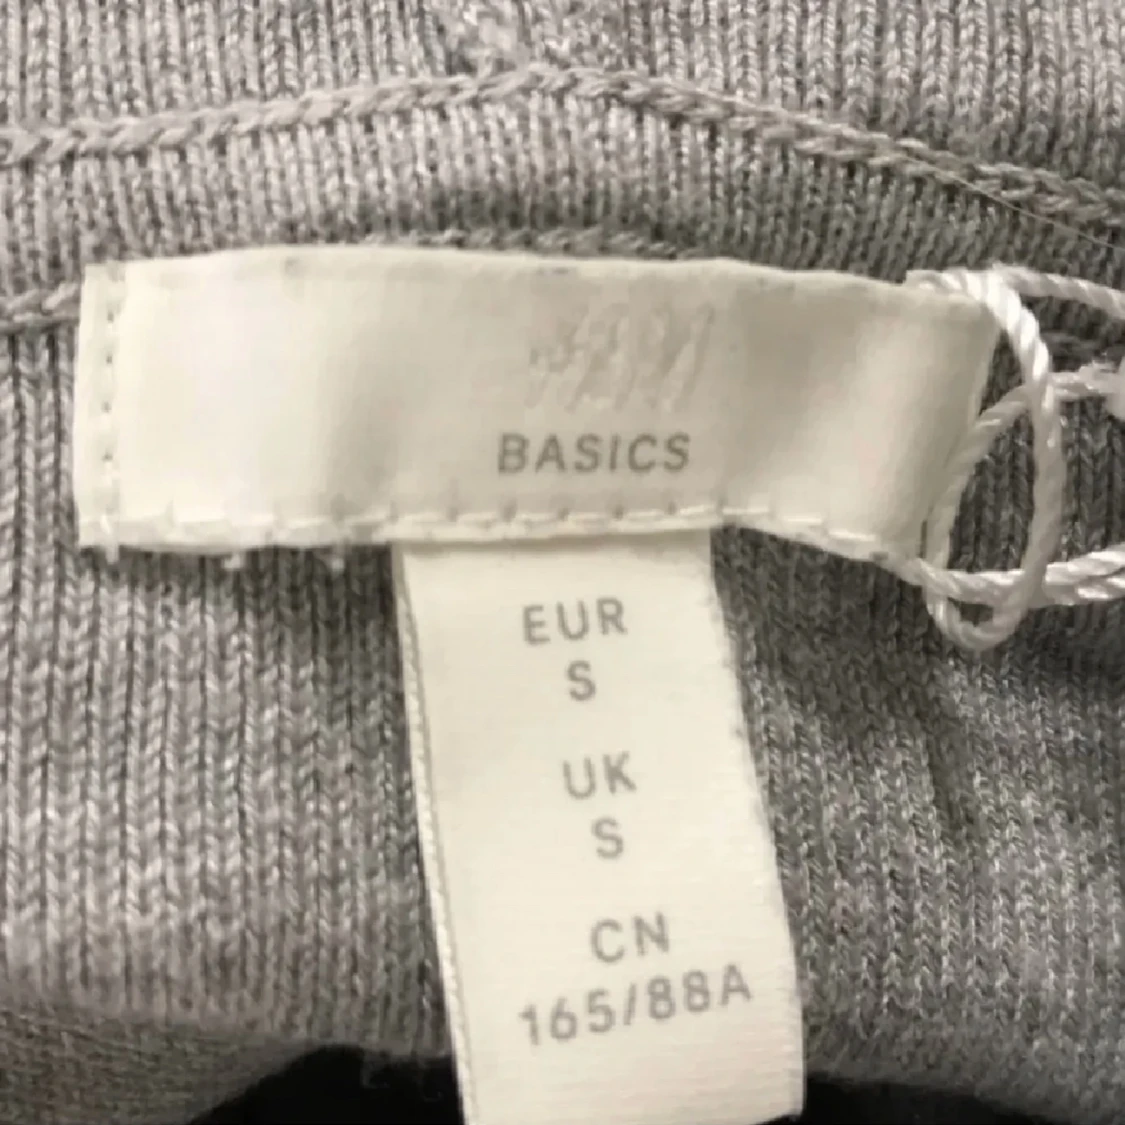 H&M
BASICS
EUR
S
UK
S
CN
165/88A